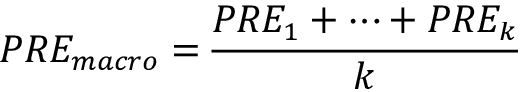 PRE_macro = (PRE_1 + ⋯ + PRE_k) / k